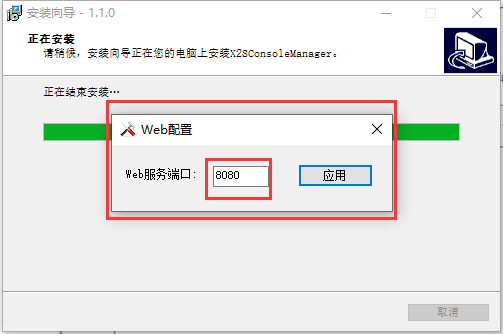 安装向导 - 1.1.0
正在安装
请稍候，安装向导正在您的电脑上安装X2SConsoleManager。
正在结束安装…
Web配置
Web服务端口: 8080 应用
取消